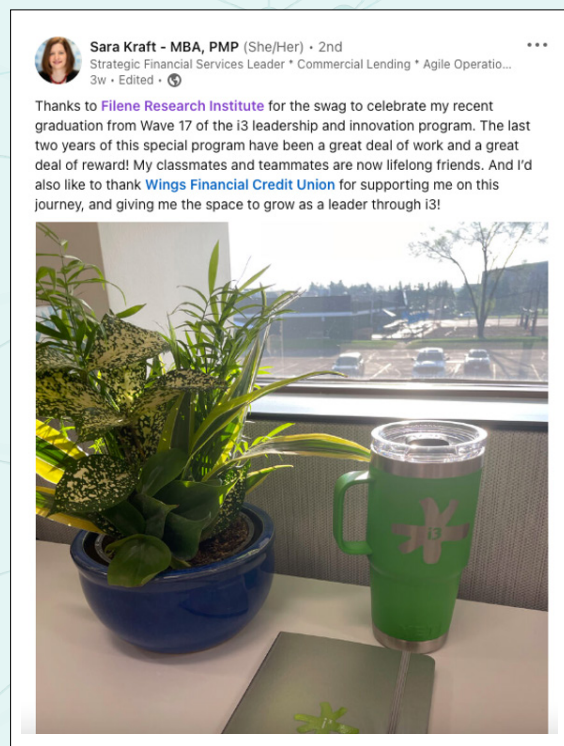 Sara Kraft - MBA, PMP (She/Her) • 2nd
Strategic Financial Services Leader * Commercial Lending * Agile Operatio...
3w • Edited •
Thanks to Filene Research Institute for the swag to celebrate my recent
graduation from Wave 17 of the i3 leadership and innovation program. The last
two years of this special program have been a great deal of work and a great
deal of reward! My classmates and teammates are now lifelong friends. And I'd
also like to thank Wings Financial Credit Union for supporting me on this
journey, and giving me the space to grow as a leader through i3!
i3